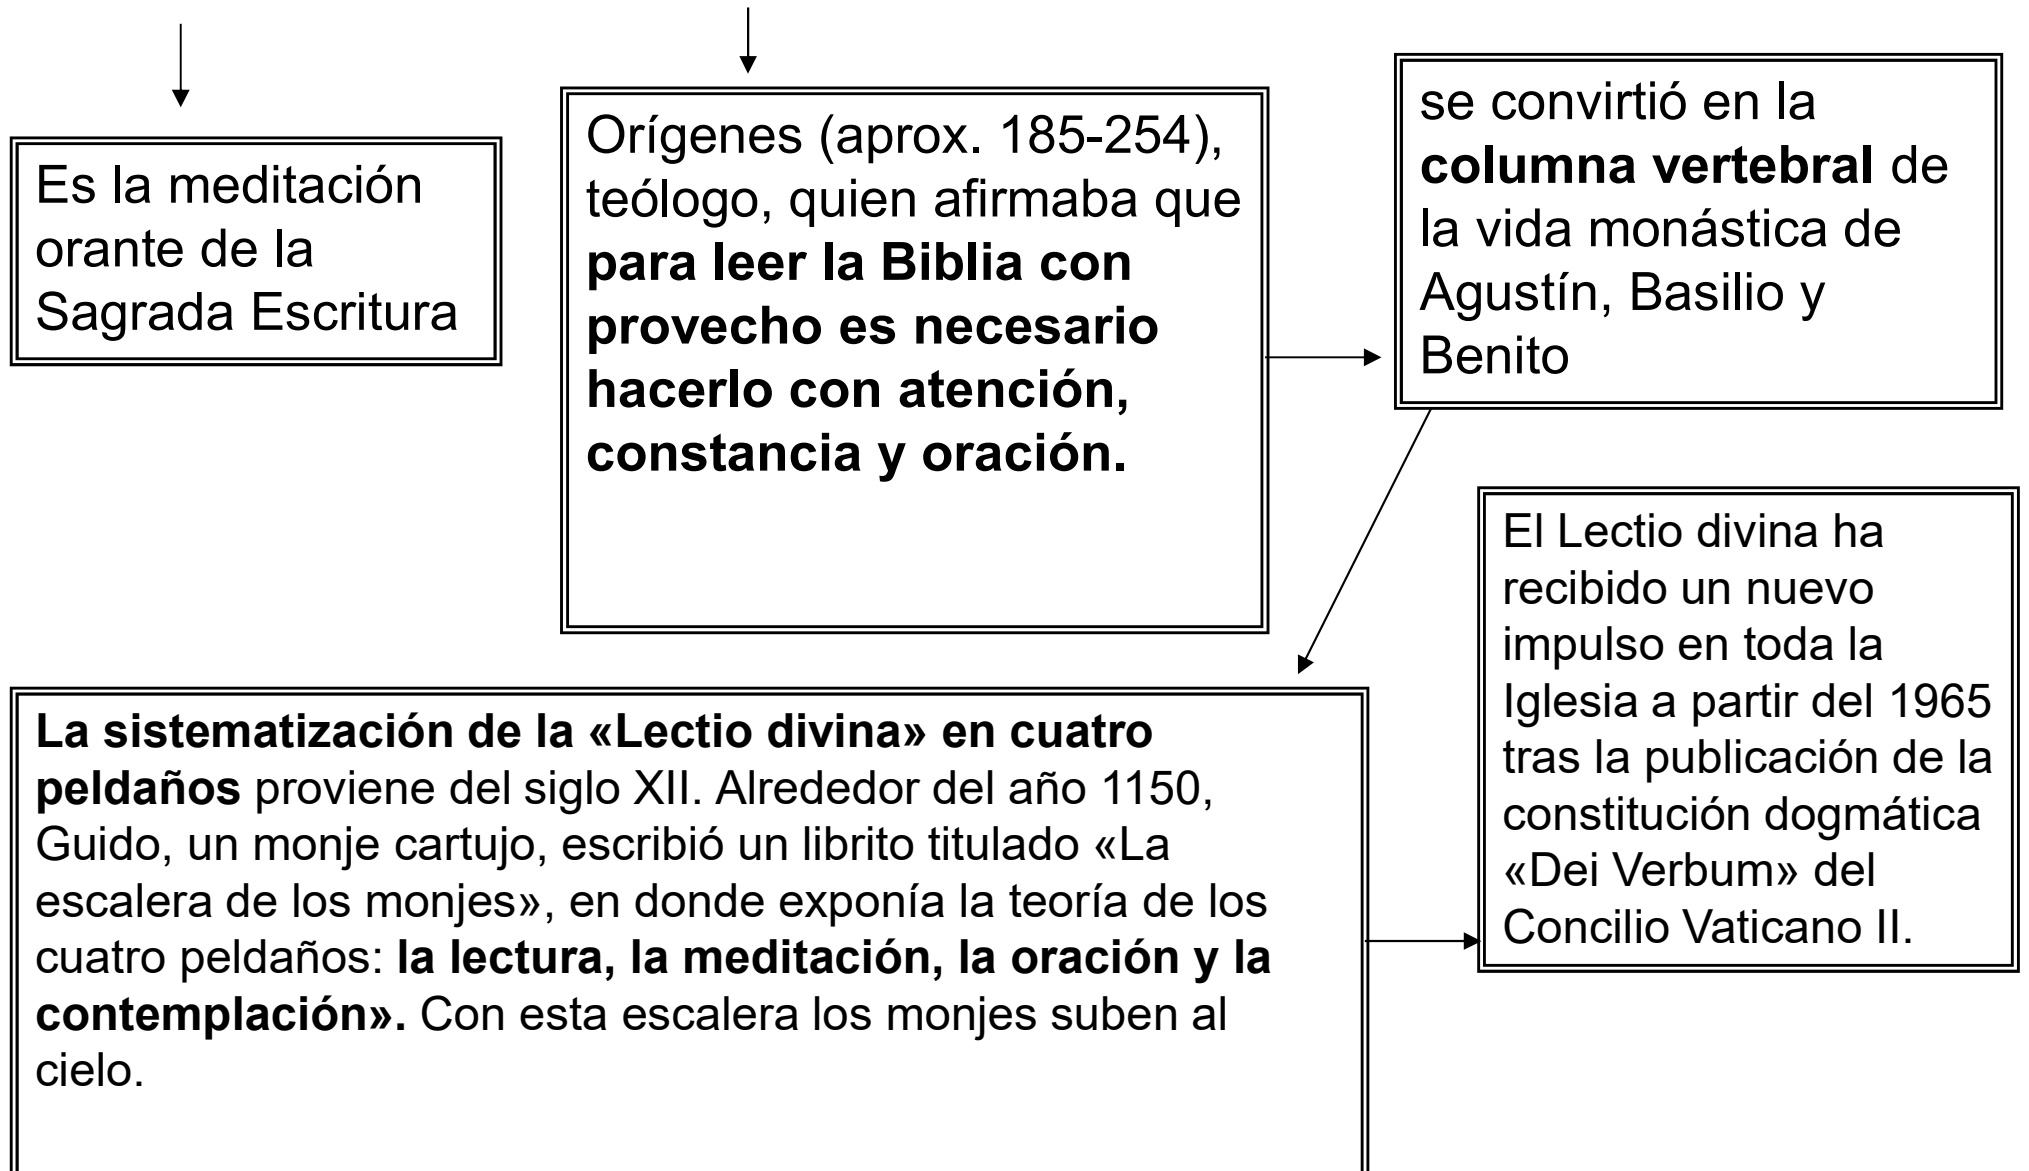 Es la meditación
orante de la
Sagrada Escritura
Orígenes (aprox. 185-254),
teólogo, quien afirmaba que
para leer la Biblia con
provecho es necesario
hacerlo con atención,
constancia y oración.
se convirtió en la
columna vertebral de
la vida monástica de
Agustín, Basilio y
Benito
La sistematización de la «Lectio divina» en cuatro
peldaños proviene del siglo XII. Alrededor del año 1150,
Guido, un monje cartujo, escribió un librito titulado «La
escalera de los monjes», en donde exponía la teoría de los
cuatro peldaños: la lectura, la meditación, la oración y la
contemplación». Con esta escalera los monjes suben al
cielo.
El Lectio divina ha
recibido un nuevo
impulso en toda la
Iglesia a partir del 1965
tras la publicación de la
constitución dogmática
«Dei Verbum» del
Concilio Vaticano II.